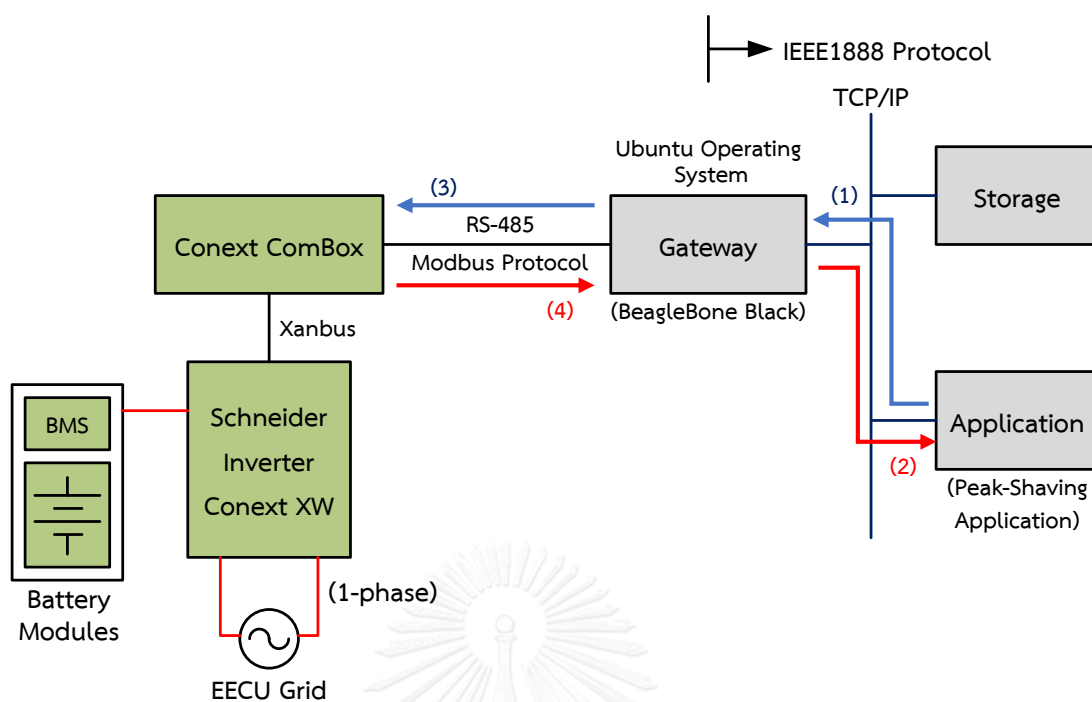 IEEE1888 Protocol
TCP/IP
Ubuntu Operating
System
Storage
(1)
(3)
RS-485
Conext ComBox
Gateway
Modbus Protocol
(4)
(BeagleBone Black)
Xanbus
Schneider
Inverter
Conext XW
BMS
Application
(2)
(Peak-Shaving
Application)
(1-phase)
Battery
Modules
EECU Grid